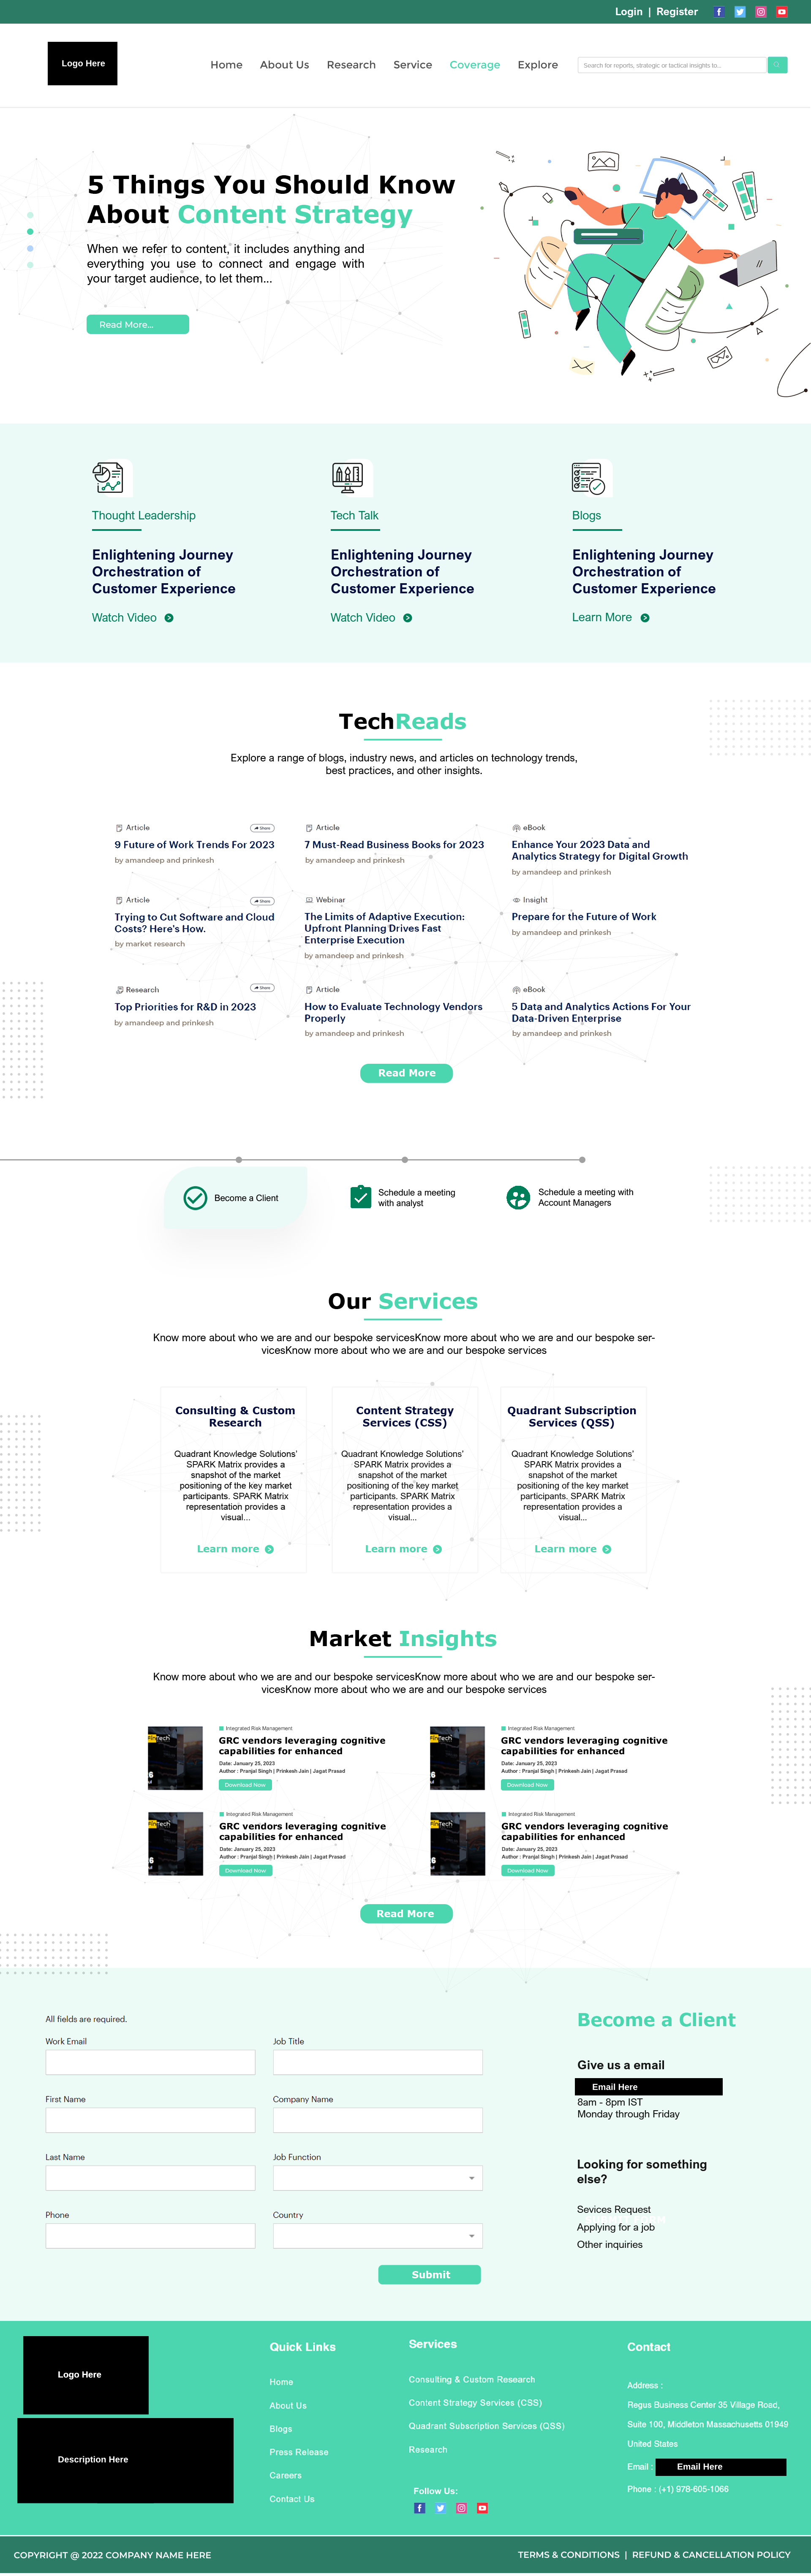 Login | Register
Logo Here
Home About Us Research Service Coverage Explore
Search for reports, strategic or tactical insights to...
5 Things You Should Know
About Content Strategy
When we refer to content, it includes anything and
everything you use to connect and engage with
your target audience, to let them...
Read More...
Thought Leadership
Enlightening Journey
Orchestration of
Customer Experience
Watch Video
Tech Talk
Enlightening Journey
Orchestration of
Customer Experience
Watch Video
Blogs
Enlightening Journey
Orchestration of
Customer Experience
Learn More
TechReads
Explore a range of blogs, industry news, and articles on technology trends,
best practices, and other insights.
Article Share
9 Future of Work Trends For 2023
by amandeep and prinkesh
Article
7 Must-Read Business Books for 2023
by amandeep and prinkesh
eBook
Enhance Your 2023 Data and
Analytics Strategy for Digital Growth
by amandeep and prinkesh
Article Share
Trying to Cut Software and Cloud
Costs? Here's How.
by market research
Webinar
The Limits of Adaptive Execution:
Upfront Planning Drives Fast
Enterprise Execution
by amandeep and prinkesh
Insight
Prepare for the Future of Work
by amandeep and prinkesh
Research Share
Top Priorities for R&D in 2023
by amandeep and prinkesh
Article
How to Evaluate Technology Vendors
Properly
by amandeep and prinkesh
eBook
5 Data and Analytics Actions For Your
Data-Driven Enterprise
by amandeep and prinkesh
Read More
Become a Client
Schedule a meeting
with analyst
Schedule a meeting with
Account Managers
Our Services
Know more about who we are and our bespoke servicesKnow more about who we are and our bespoke ser-
vicesKnow more about who we are and our bespoke services
Consulting & Custom
Research
Quadrant Knowledge Solutions'
SPARK Matrix provides a
snapshot of the market
positioning of the key market
participants. SPARK Matrix
representation provides a
visual...
Learn more
Content Strategy
Services (CSS)
Quadrant Knowledge Solutions'
SPARK Matrix provides a
snapshot of the market
positioning of the key market
participants. SPARK Matrix
representation provides a
visual...
Learn more
Quadrant Subscription
Services (QSS)
Quadrant Knowledge Solutions'
SPARK Matrix provides a
snapshot of the market
positioning of the key market
participants. SPARK Matrix
representation provides a
visual...
Learn more
Market Insights
Know more about who we are and our bespoke servicesKnow more about who we are and our bespoke ser-
vicesKnow more about who we are and our bespoke services
Integrated Risk Management
GRC vendors leveraging cognitive
capabilities for enhanced
Date: January 25, 2023
Author : Pranjal Singh | Prinkesh Jain | Jagat Prasad
Download Now
Integrated Risk Management
GRC vendors leveraging cognitive
capabilities for enhanced
Date: January 25, 2023
Author : Pranjal Singh | Prinkesh Jain | Jagat Prasad
Download Now
Integrated Risk Management
GRC vendors leveraging cognitive
capabilities for enhanced
Date: January 25, 2023
Author : Pranjal Singh | Prinkesh Jain | Jagat Prasad
Download Now
Integrated Risk Management
GRC vendors leveraging cognitive
capabilities for enhanced
Date: January 25, 2023
Author : Pranjal Singh | Prinkesh Jain | Jagat Prasad
Download Now
Read More
All fields are required.
Work Email
Job Title
First Name
Company Name
Last Name
Job Function
Phone
Country
Submit
Become a Client
Give us a email
Email Here
8am - 8pm IST
Monday through Friday
Looking for something
else?
Sevices Request
Applying for a job
Other inquiries
Logo Here
Description Here
Quick Links
Home
About Us
Blogs
Press Release
Careers
Contact Us
Services
Consulting & Custom Research
Content Strategy Services (CSS)
Quadrant Subscription Services (QSS)
Research
Follow Us:
Contact
Address :
Regus Business Center 35 Village Road,
Suite 100, Middleton Massachusetts 01949
United States
Email : Email Here
Phone : (+1) 978-605-1066
COPYRIGHT @ 2022 COMPANY NAME HERE
TERMS & CONDITIONS | REFUND & CANCELLATION POLICY